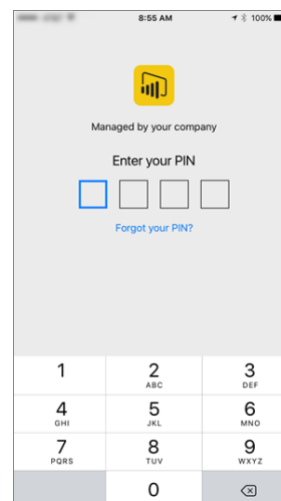 8:55 AM
100%
Managed by your company
Enter your PIN
Forgot your PIN?
1 2 3
ABC DEF
4 5 6
GHI JKL MNO
7 8 9
PQRS TUV WXYZ
0